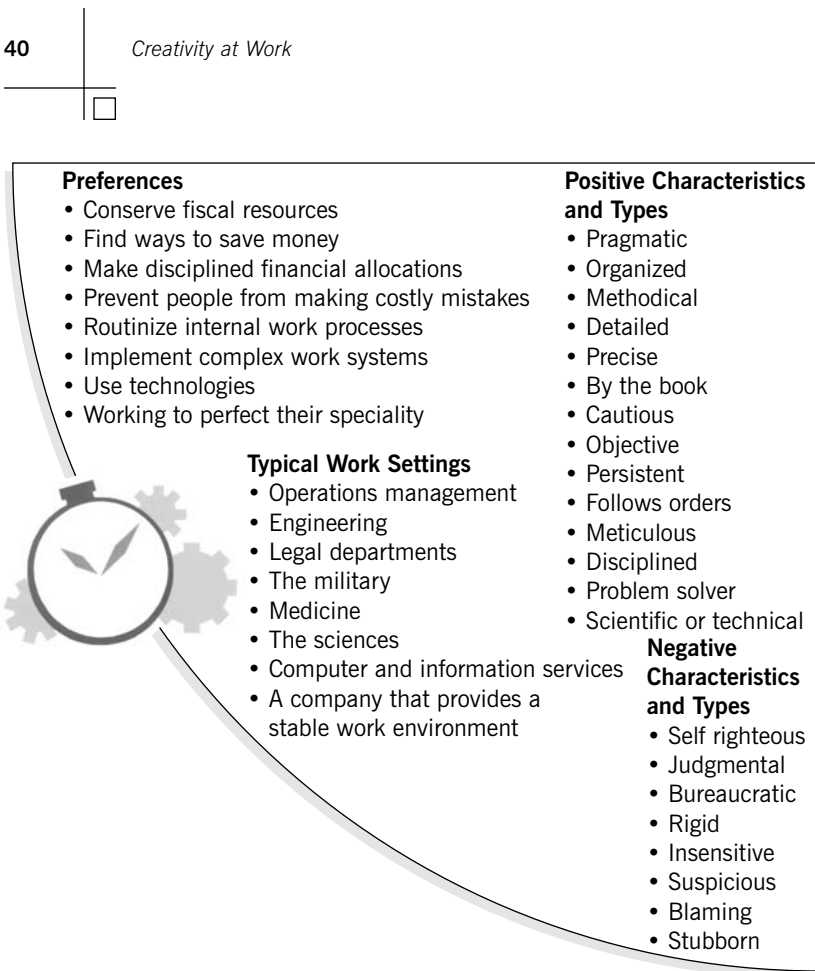 40
Creativity at Work
Preferences
• Conserve fiscal resources
• Find ways to save money
• Make disciplined financial allocations
• Prevent people from making costly mistakes
• Routinize internal work processes
• Implement complex work systems
• Use technologies
• Working to perfect their speciality
Typical Work Settings
• Operations management
• Engineering
• Legal departments
• The military
• Medicine
• The sciences
• Computer and information services
• A company that provides a
stable work environment
Positive Characteristics
and Types
• Pragmatic
• Organized
• Methodical
• Detailed
• Precise
• By the book
• Cautious
• Objective
• Persistent
• Follows orders
• Meticulous
• Disciplined
• Problem solver
• Scientific or technical
Negative
Characteristics
and Types
• Self righteous
• Judgmental
• Bureaucratic
• Rigid
• Insensitive
• Suspicious
• Blaming
• Stubborn